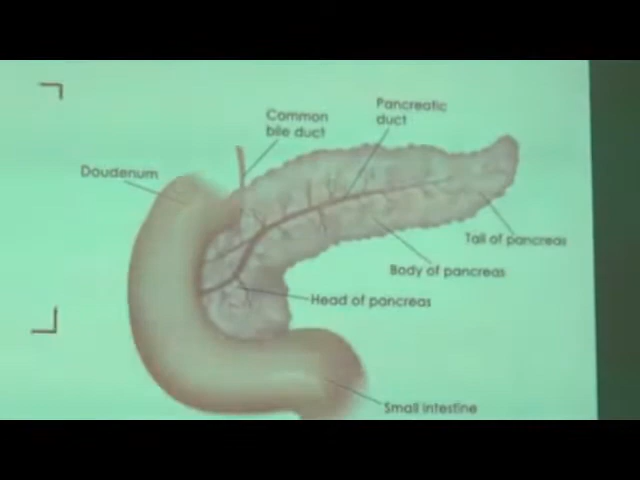 Pancreatic
duct
Common
bile duct
Doudenum
Tail of pancreas
Body of pancreas
Head of pancreas
Small intestine